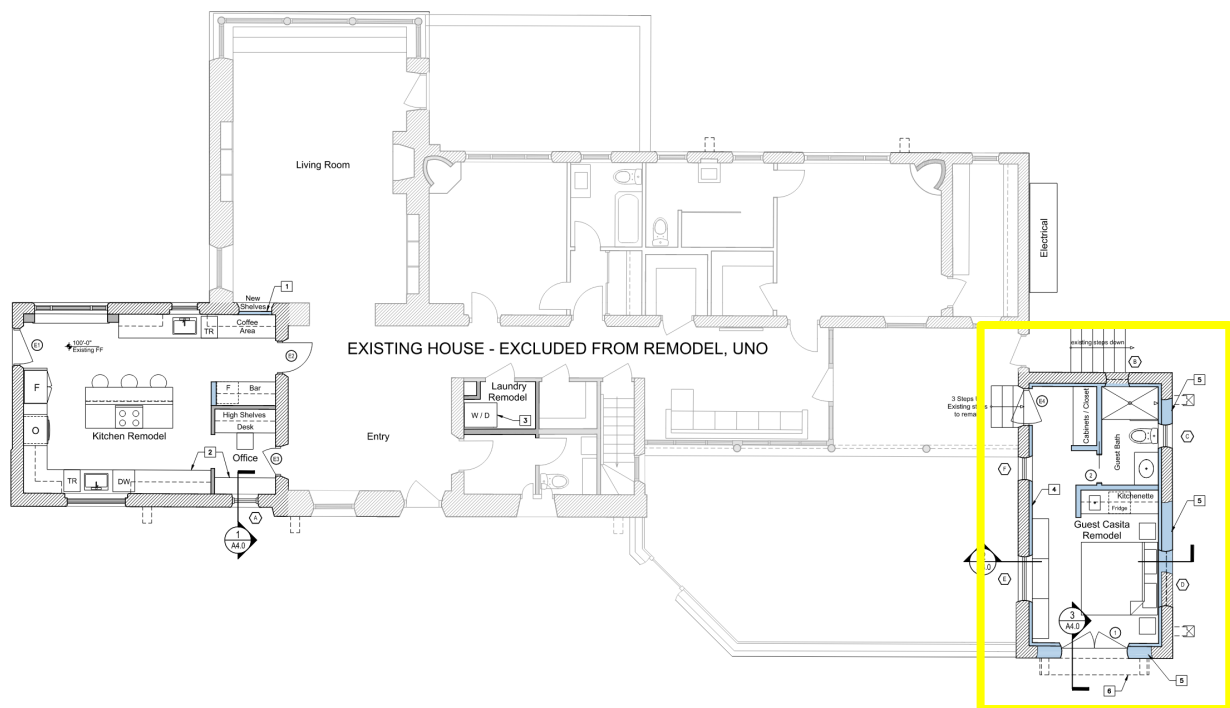 Living Room
Electrical
1
New
Shelves
Coffee
Area
TR
E1
100'-0"
Existing FF
E2
EXISTING HOUSE - EXCLUDED FROM REMODEL, UNO
existing steps down
B
F
F
Bar
Laundry
Remodel
W / D
3
High Shelves
Desk
3 Steps
Existing steps
to rema
E4
Cabinets / Closet
5
O
Kitchen Remodel
Entry
Guest Bath
C
Office
2
E3
F
2
TR
DW
4
Kitchenette
Fridge
5
A
Guest Casita
Remodel
1
A4.0
E
D
3
A4.0
1
5
6